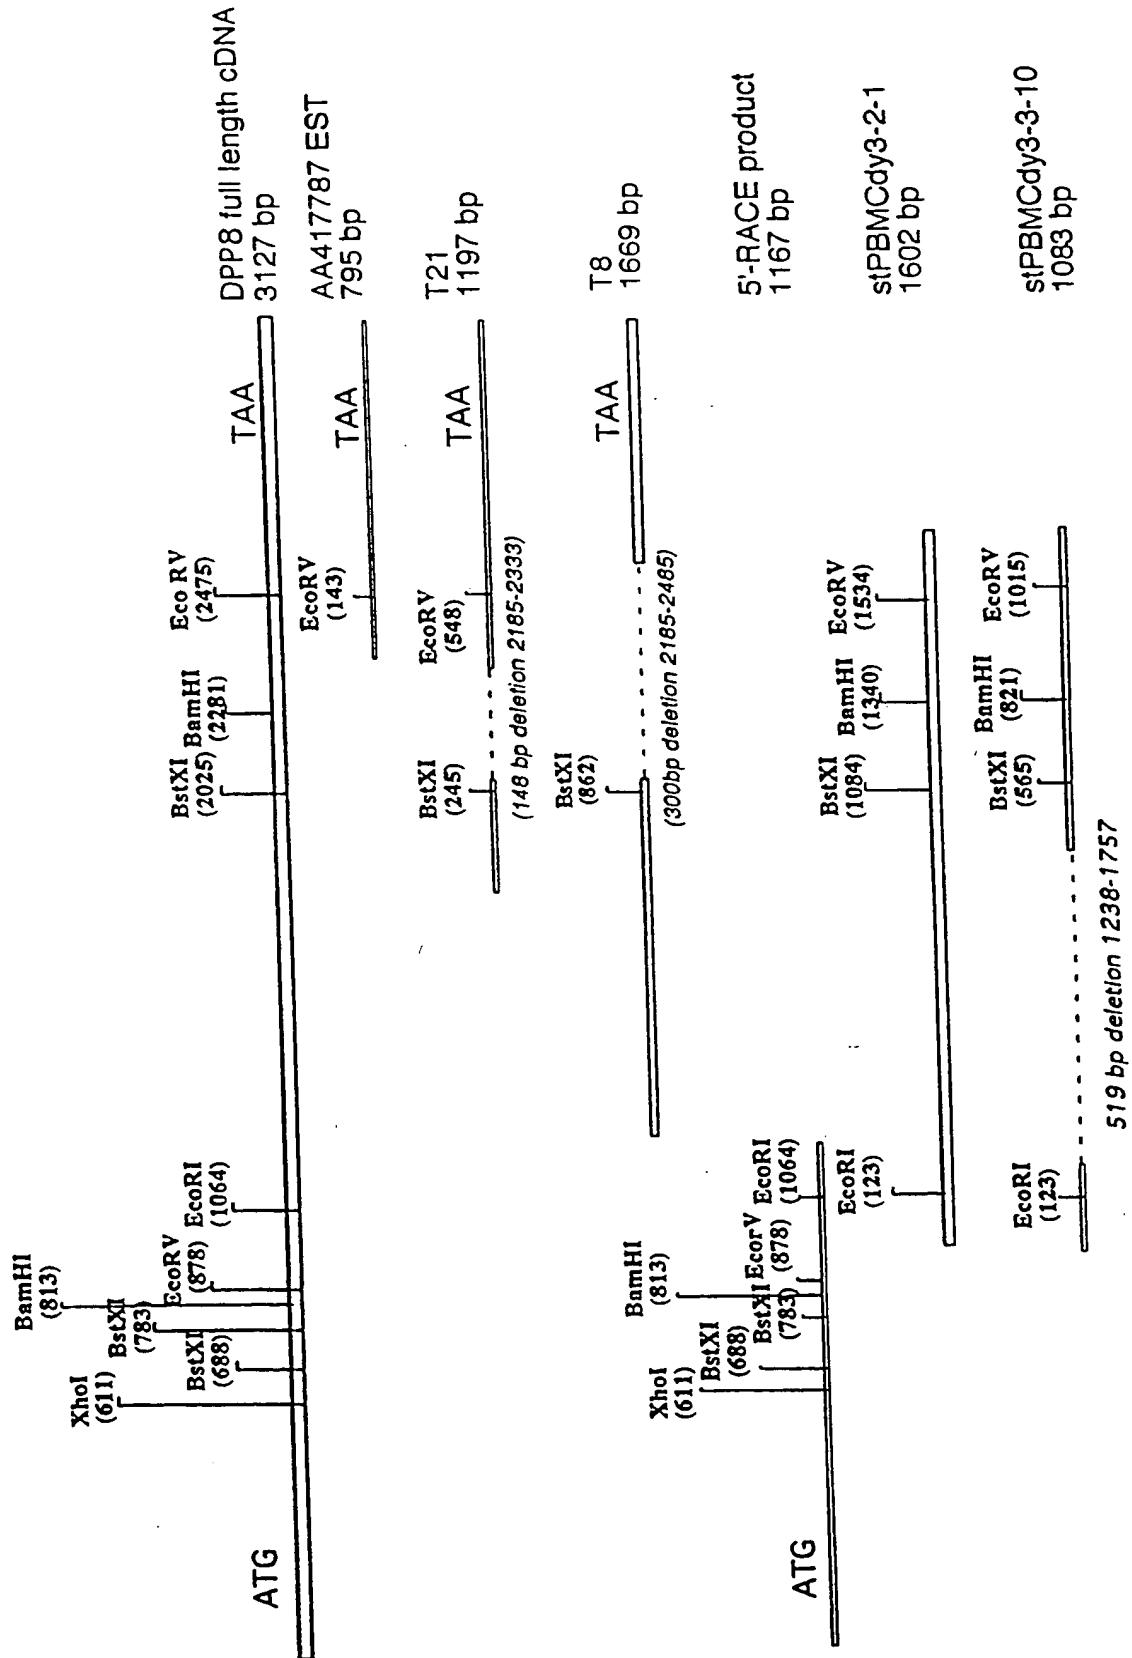 BamHI
(813)
XhoI
(611)
BstXI
(783)
BstXI
(688)
EcoRV
(878)
EcoRI
(1064)
BstXI
(2025)
BamHI
(2281)
Eco RV
(2475)
ATG
TAA
DPP8 full length cDNA
3127 bp
EcoRV
(143)
TAA
AA417787 EST
795 bp
BstXI
(245)
EcoRV
(548)
TAA
T21
1197 bp
(148 bp deletion 2185-2333)
BstXI
(862)
TAA
T8
1669 bp
(300bp deletion 2185-2485)
BamHI
(813)
XhoI
(611)
BstXI
(688)
BstXI
(783)
EcorV
(878)
EcoRI
(1064)
ATG
5'-RACE product
1167 bp
EcoRI
(123)
BstXI
(1084)
BamHI
(1340)
EcoRV
(1534)
stPBMCdy3-2-1
1602 bp
EcoRI
(123)
BstXI
(565)
BamHI
(821)
EcoRV
(1015)
stPBMCdy3-3-10
1083 bp
519 bp deletion 1238-1757